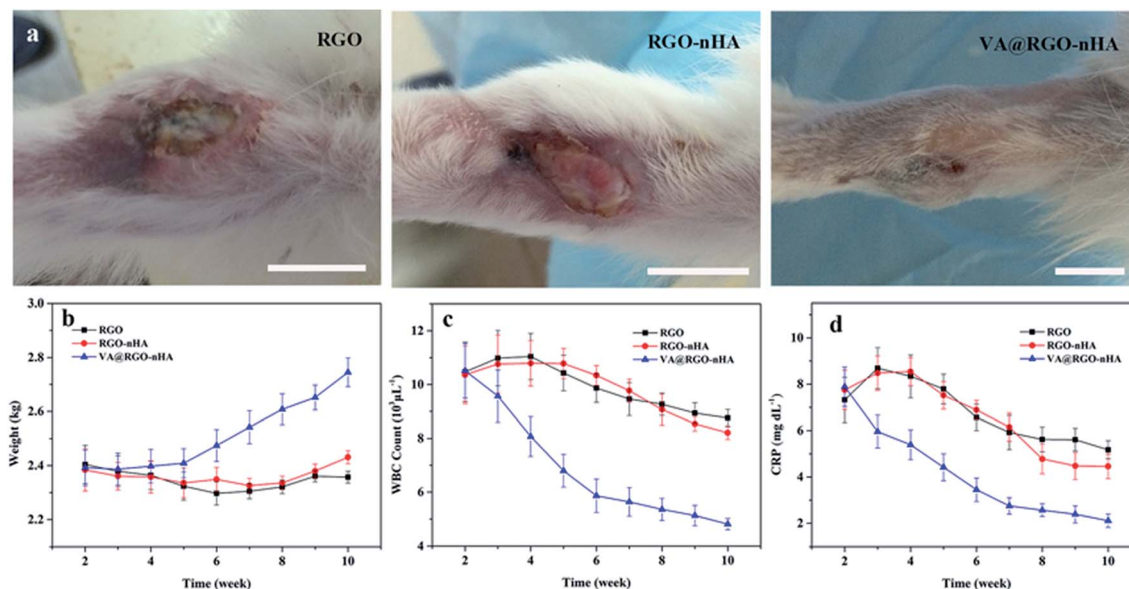 a
RGO
RGO-nHA
VA@RGO-nHA
b
RGO
RGO-nHA
VA@RGO-nHA
3.0
2.8
2.6
2.4
2.2
Weight (kg)
2 4 6 8 10
Time (week)
c
RGO
RGO-nHA
VA@RGO-nHA
12
10
8
6
4
WBC Count (10³μL⁻¹)
2 4 6 8 10
Time (week)
d
RGO
RGO-nHA
VA@RGO-nHA
8
6
4
2
CRP (mg dL⁻¹)
2 4 6 8 10
Time (week)